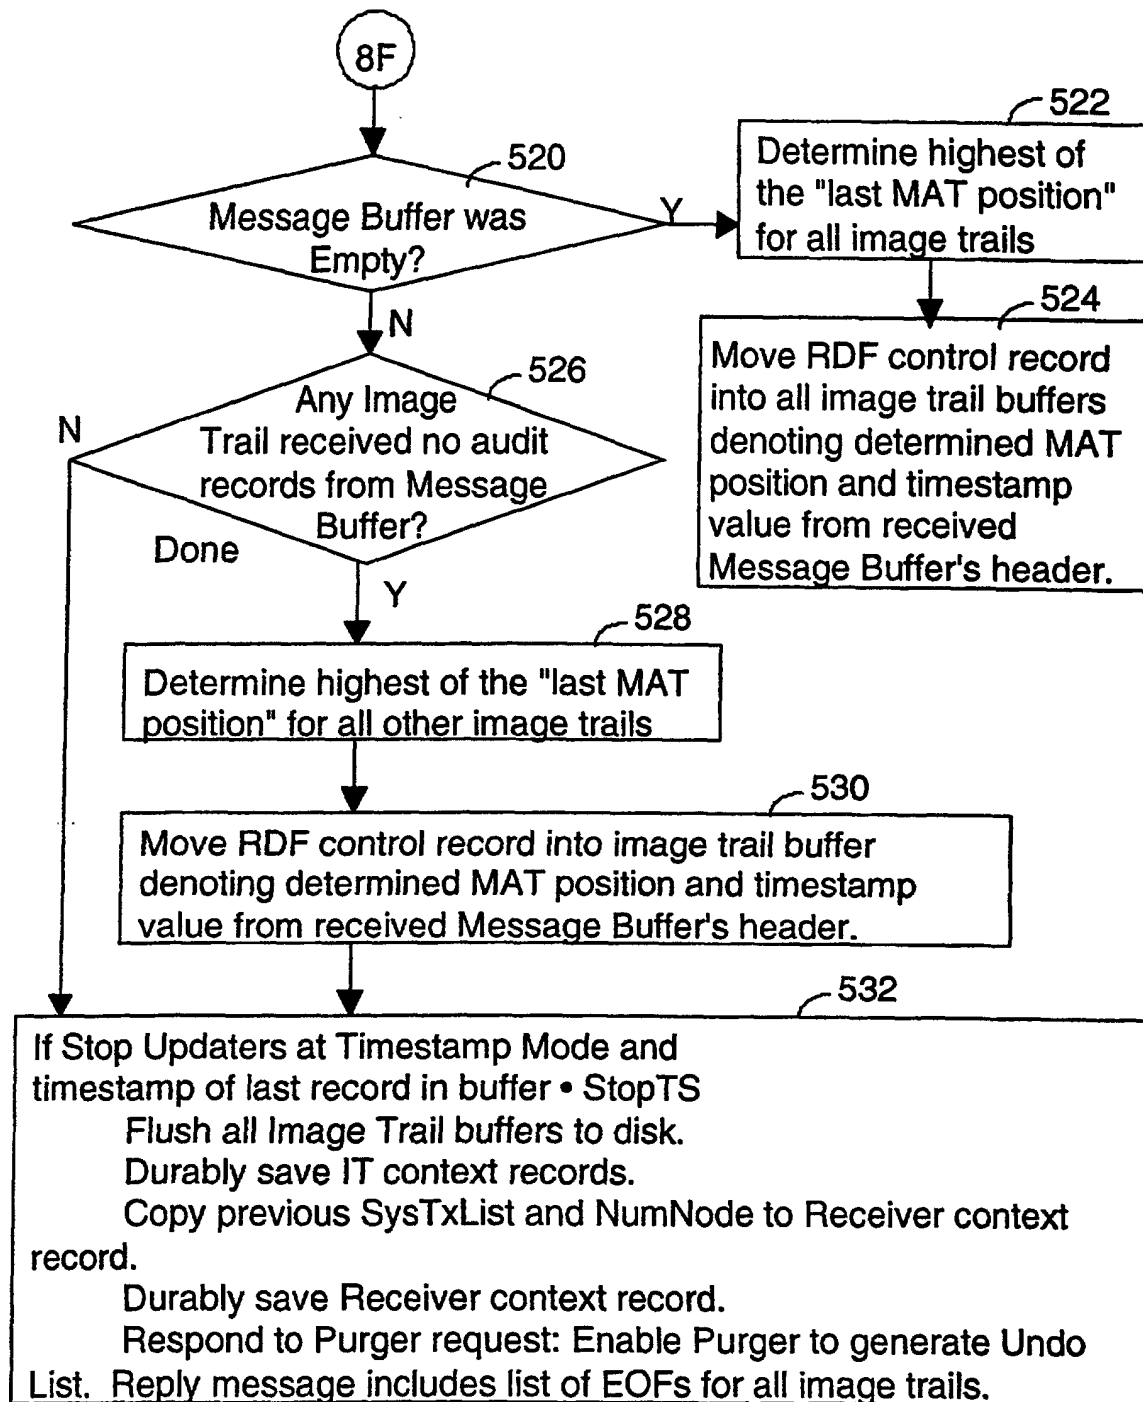 8F
520
Message Buffer was
Empty?
Y
522
Determine highest of
the "last MAT position"
for all image trails
524
Move RDF control record
into all image trail buffers
denoting determined MAT
position and timestamp
value from received
Message Buffer's header.
N
526
Any Image
Trail received no audit
records from Message
Buffer?
N
Done
Y
528
Determine highest of the "last MAT
position" for all other image trails
530
Move RDF control record into image trail buffer
denoting determined MAT position and timestamp
value from received Message Buffer's header.
532
If Stop Updaters at Timestamp Mode and
timestamp of last record in buffer • StopTS
Flush all Image Trail buffers to disk.
Durably save IT context records.
Copy previous SysTxList and NumNode to Receiver context
record.
Durably save Receiver context record.
Respond to Purger request: Enable Purger to generate Undo
List. Reply message includes list of EOFs for all image trails.